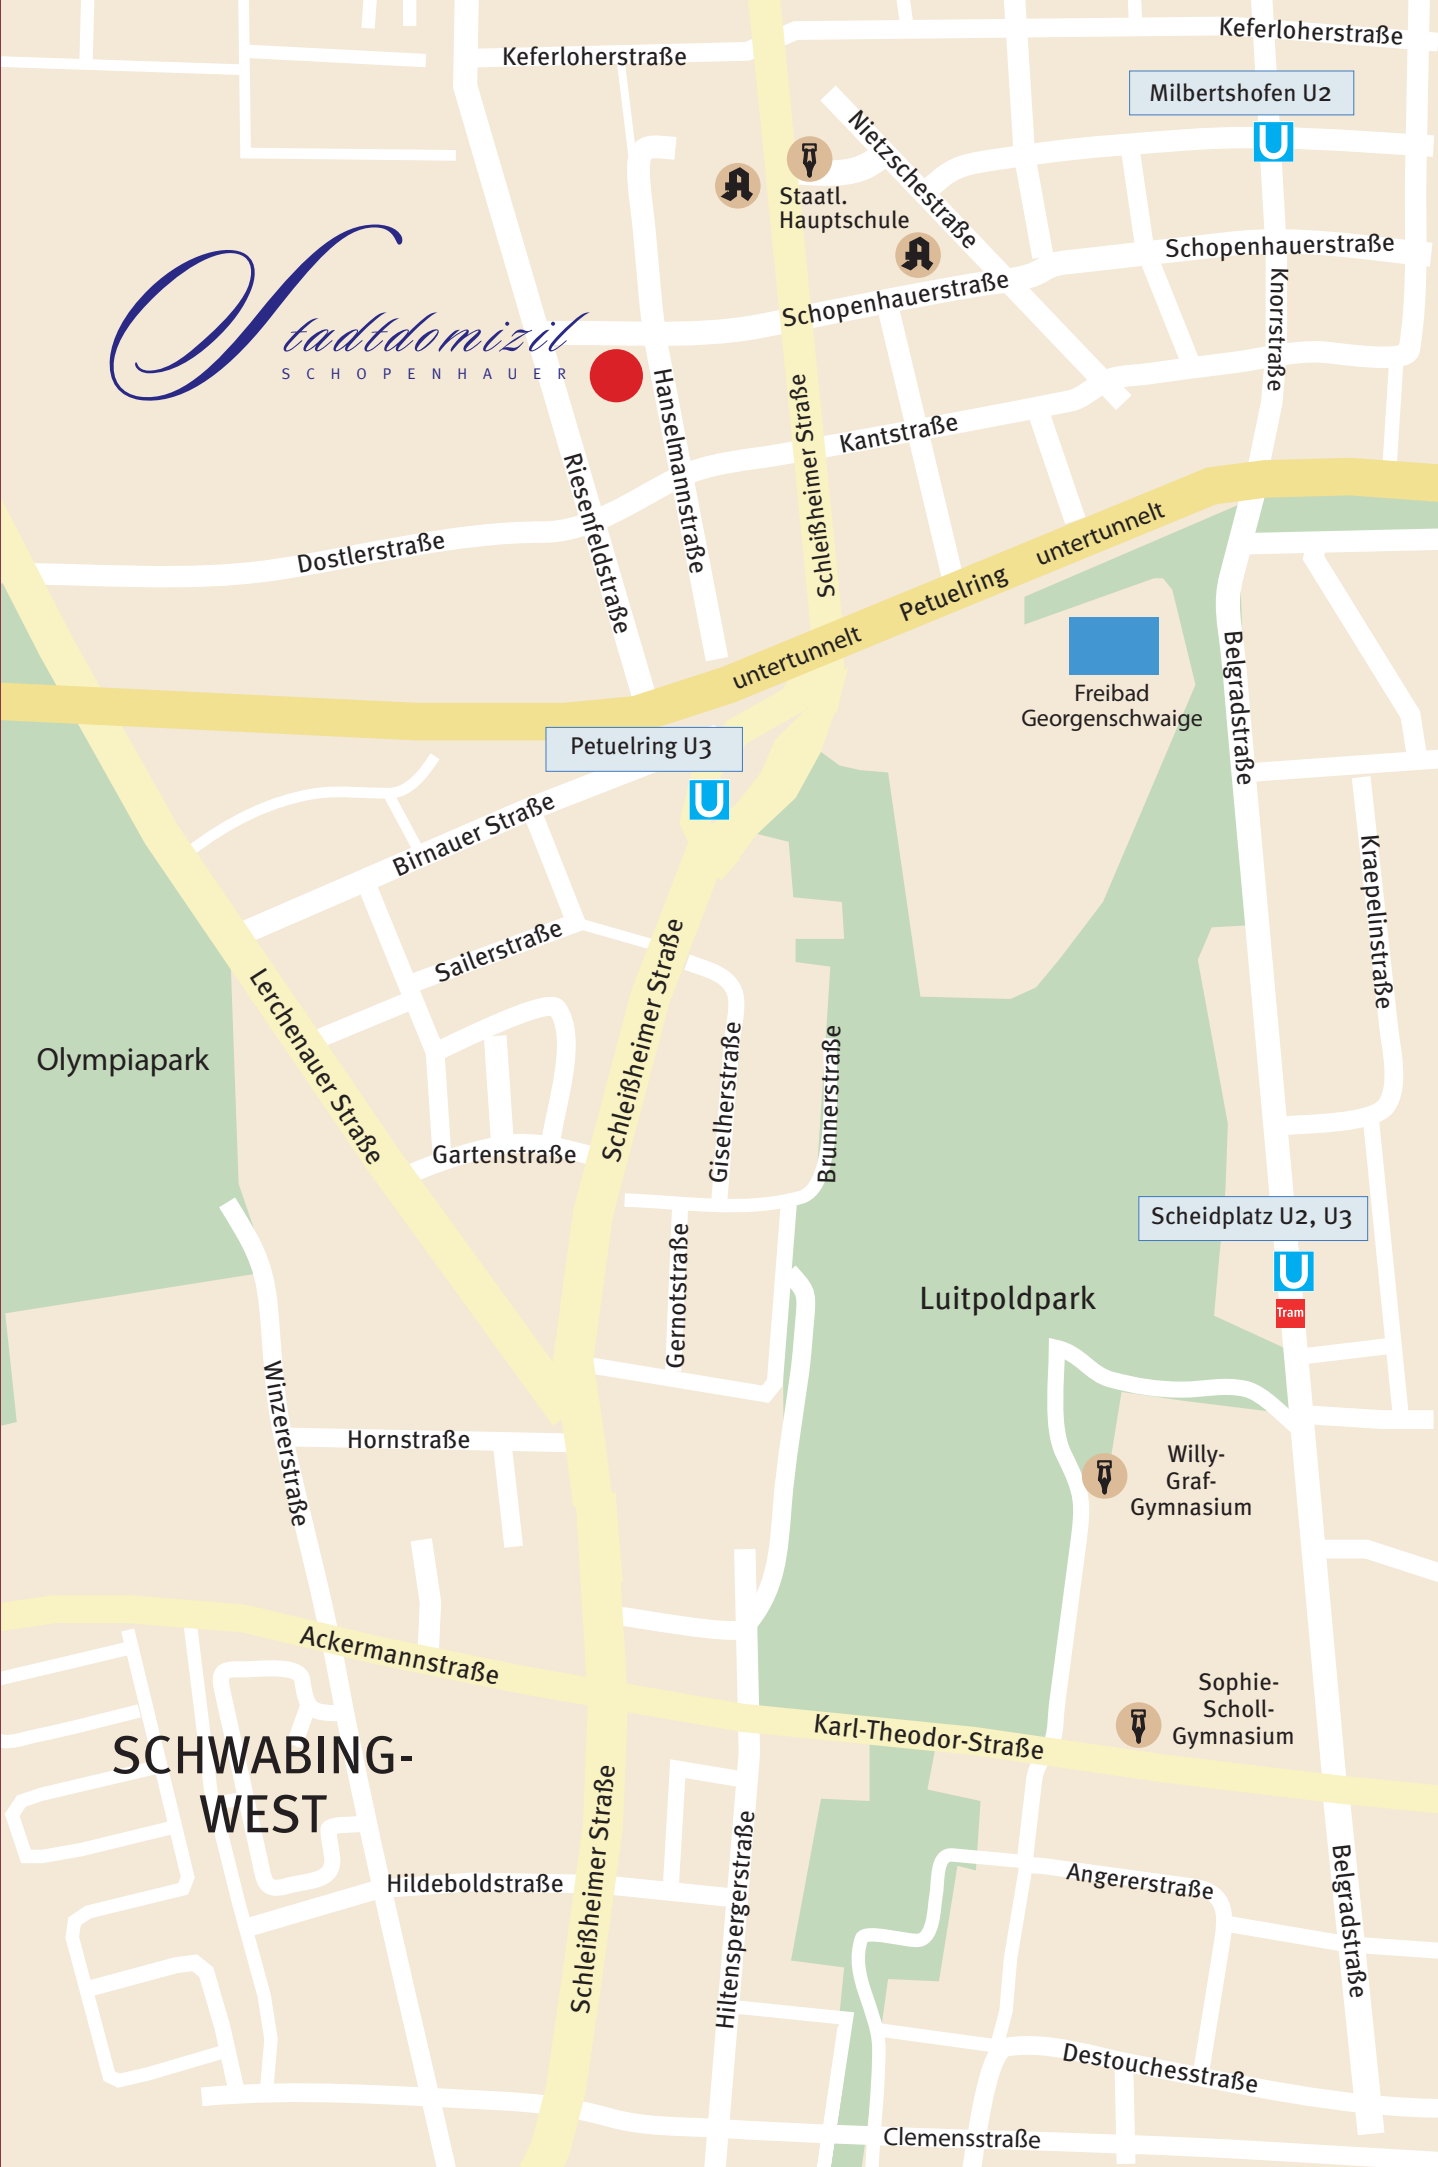 Keferloherstraße
Keferloherstraße
Milbertshofen U2
U
Nietzschestraße
Staatl.
Hauptschule
Schopenhauerstraße
Knorrstraße
Schopenhauerstraße
Stadtdomizil
SCHOPENHAUER
Hanselmannstraße
Schleißheimer Straße
Kantstraße
Riesenfeldstraße
Dostlerstraße
untertunnelt
Petuelring
untertunnelt
Freibad
Georgenschwaige
Belgradstraße
Petuelring U3
U
Birnauer Straße
Kraepelinstraße
Sailerstraße
Schleißheimer Straße
Lerchenauer Straße
Olympiapark
Giselherstraße
Brunnerstraße
Gartenstraße
Scheidplatz U2, U3
U
Tram
Gernotstraße
Luitpoldpark
Winzererstraße
Hornstraße
Willy-
Graf-
Gymnasium
Ackermannstraße
Sophie-
Scholl-
Gymnasium
Karl-Theodor-Straße
SCHWABING-
WEST
Schleißheimer Straße
Hiltenspergerstraße
Hildeboldstraße
Angererstraße
Belgradstraße
Destouchesstraße
Clemensstraße